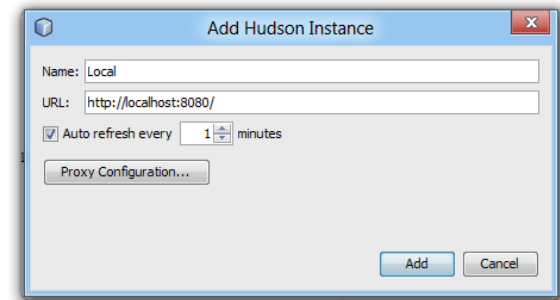 Add Hudson Instance
Name: Local
URL: http://localhost:8080/
Auto refresh every 1 minutes
Proxy Configuration...
Add Cancel